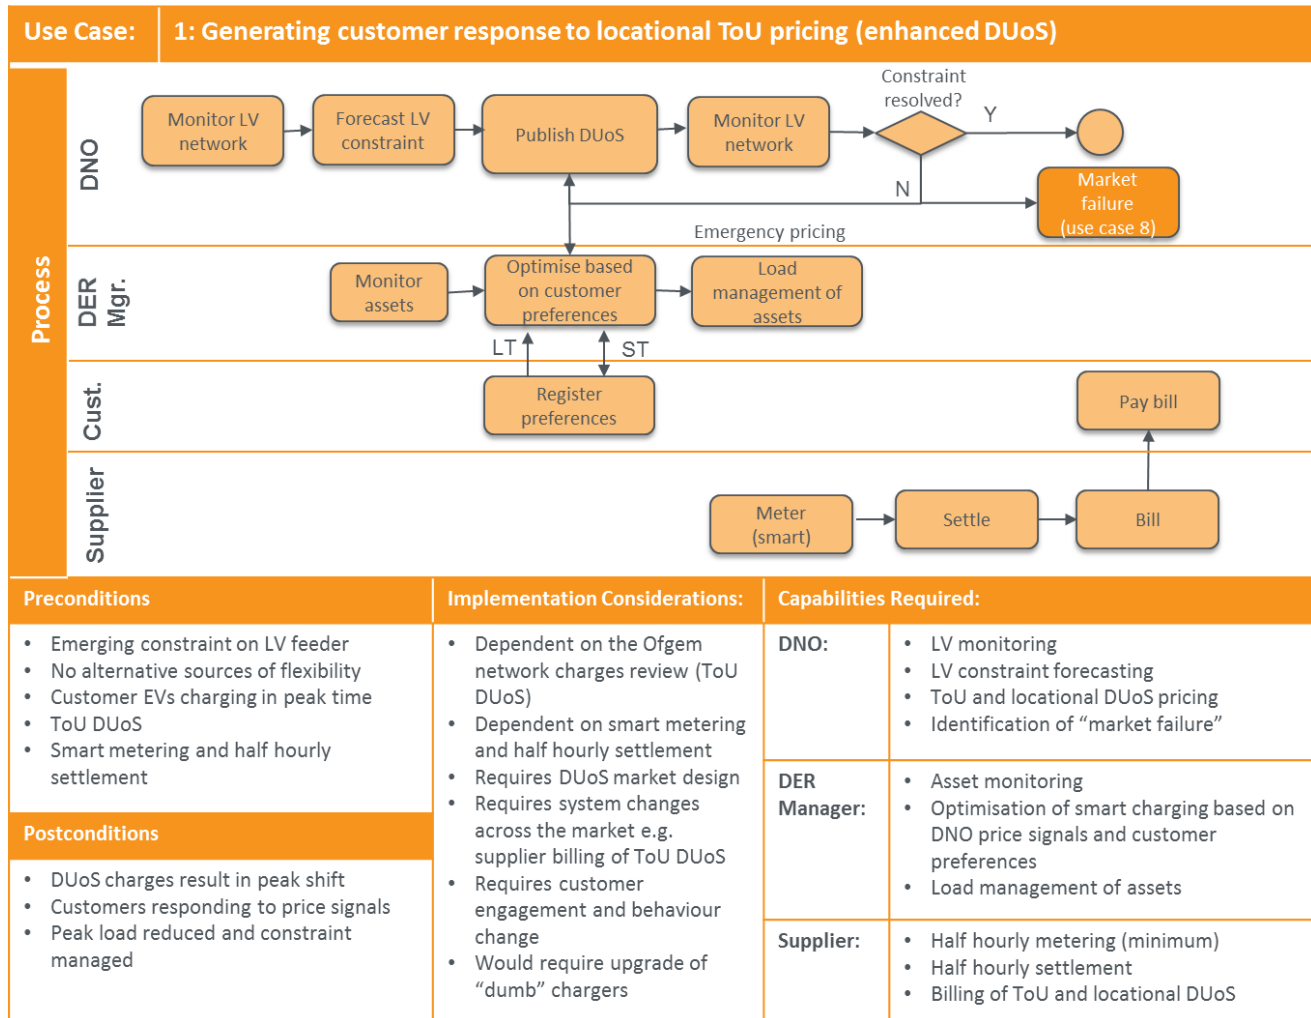 Use Case:
1: Generating customer response to locational ToU pricing (enhanced DUoS)
Process
DNO
Monitor LV
network
Forecast LV
constraint
Publish DUoS
Monitor LV
network
Constraint
resolved?
Y
N
Market
failure
(use case 8)
Emergency pricing
DER
Mgr.
Monitor
assets
Optimise based
on customer
preferences
Load
management of
assets
LT
ST
Cust.
Register
preferences
Pay bill
Supplier
Meter
(smart)
Settle
Bill
Preconditions
• Emerging constraint on LV feeder
• No alternative sources of flexibility
• Customer EVs charging in peak time
• ToU DUoS
• Smart metering and half hourly
settlement
Postconditions
• DUoS charges result in peak shift
• Customers responding to price signals
• Peak load reduced and constraint
managed
Implementation Considerations:
• Dependent on the Ofgem
network charges review (ToU
DUoS)
• Dependent on smart metering
and half hourly settlement
• Requires DUoS market design
• Requires system changes
across the market e.g.
supplier billing of ToU DUoS
• Requires customer
engagement and behaviour
change
• Would require upgrade of
“dumb” chargers
Capabilities Required:
DNO:
• LV monitoring
• LV constraint forecasting
• ToU and locational DUoS pricing
• Identification of “market failure”
DER
Manager:
• Asset monitoring
• Optimisation of smart charging based on
DNO price signals and customer
preferences
• Load management of assets
Supplier:
• Half hourly metering (minimum)
• Half hourly settlement
• Billing of ToU and locational DUoS